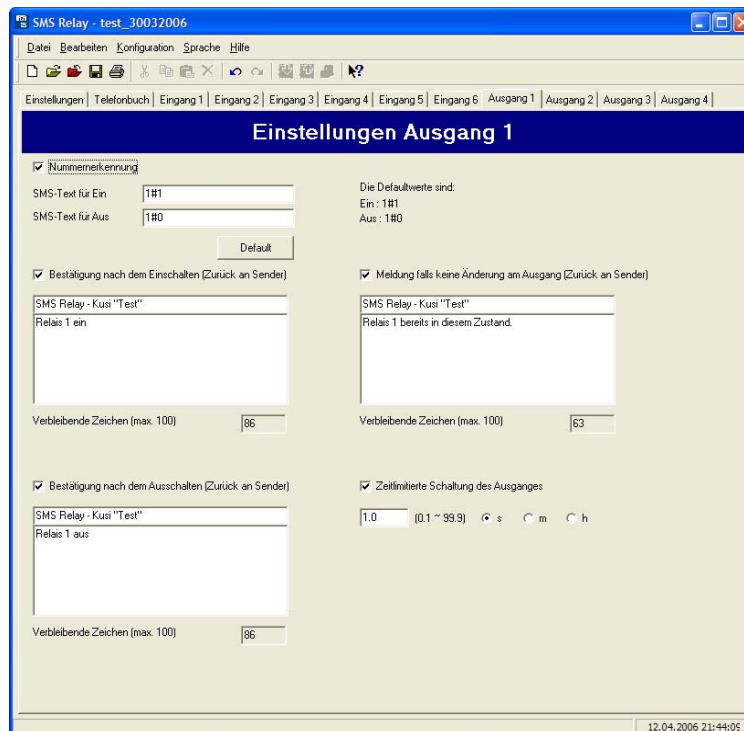 SMS Relay - test_30032006
Datei Bearbeiten Konfiguration Sprache Hilfe
Einstellungen Telefonbuch Eingang 1 Eingang 2 Eingang 3 Eingang 4 Eingang 5 Eingang 6 Ausgang 1 Ausgang 2 Ausgang 3 Ausgang 4
Einstellungen Ausgang 1
Nummernerkennung
SMS-Text für Ein 1#1
SMS-Text für Aus 1#0
Default
Die Defaultwerte sind:
Ein : 1#1
Aus : 1#0
Bestätigung nach dem Einschalten (Zurück an Sender)
SMS Relay - Kusi "Test"
Relais 1 ein
Verbleibende Zeichen (max. 100) 86
Meldung falls keine Änderung am Ausgang (Zurück an Sender)
SMS Relay - Kusi "Test"
Relais 1 bereits in diesem Zustand.
Verbleibende Zeichen (max. 100) 63
Bestätigung nach dem Ausschalten (Zurück an Sender)
SMS Relay - Kusi "Test"
Relais 1 aus
Verbleibende Zeichen (max. 100) 86
Zeitlimitierte Schaltung des Ausganges
1.0 (0.1 ~ 99.9) s m h
12.04.2006 21:44:09